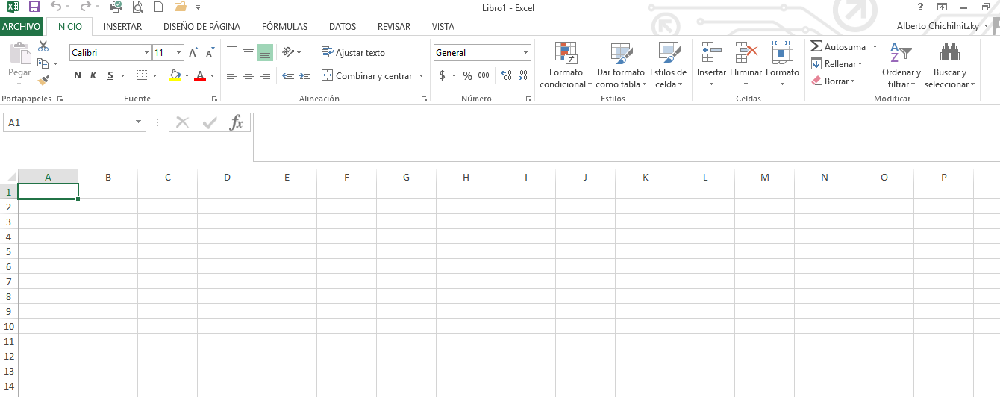 Libro1 - Excel
?
ARCHIVO INICIO INSERTAR DISEÑO DE PÁGINA FÓRMULAS DATOS REVISAR VISTA Alberto Chichilnitzky
Pegar
Portapapeles
Calibri 11
N K S A
Fuente
Ajustar texto
Combinar y centrar
Alineación
General
$ % 000
Número
Formato condicional
Dar formato como tabla
Estilos de celda
Estilos
Insertar Eliminar Formato
Celdas
Autosuma
Rellenar
Borrar
Ordenar y filtrar
Buscar y seleccionar
Modificar
A1 fx
A B C D E F G H I J K L M N O P
1
2
3
4
5
6
7
8
9
10
11
12
13
14